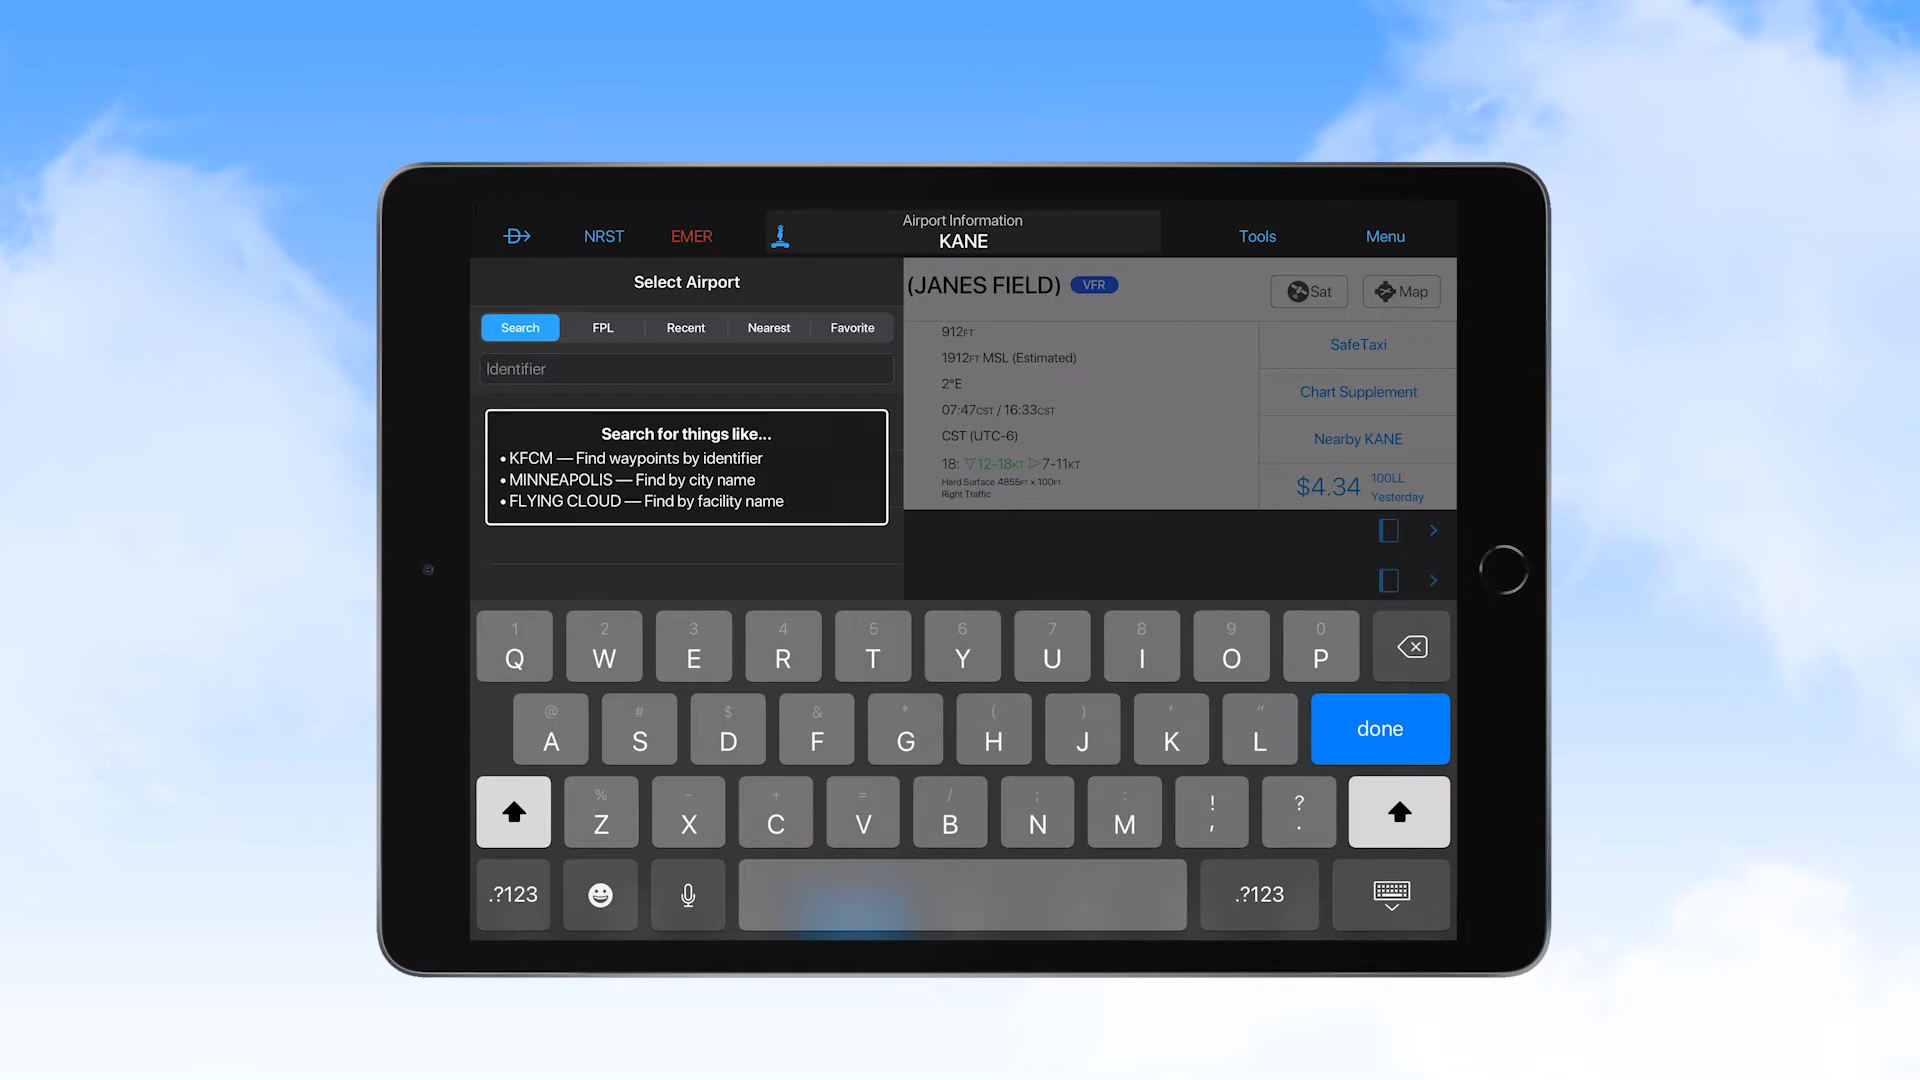 D
NRST
EMER
Airport Information
KANE
Tools
Menu
Select Airport
Search
FPL
Recent
Nearest
Favorite
Identifier
Search for things like...
• KFCM — Find waypoints by identifier
• MINNEAPOLIS — Find by city name
• FLYING CLOUD — Find by facility name
(JANES FIELD)
VFR
Sat
Map
912FT
1912FT MSL (Estimated)
2°E
07:47CST / 16:33CST
CST (UTC-6)
18: 12-18KT 7-11KT
Hard Surface 4855FT × 100FT
Right Traffic
SafeTaxi
Chart Supplement
Nearby KANE
$4.34
100LL
Yesterday
1 2 3 4 5 6 7 8 9 0
Q W E R T Y U I O P
@ # $ & * ( ) ' "
A S D F G H J K L
done
% - + = / ; : ! ?
Z X C V B N M , .
.?123
.?123